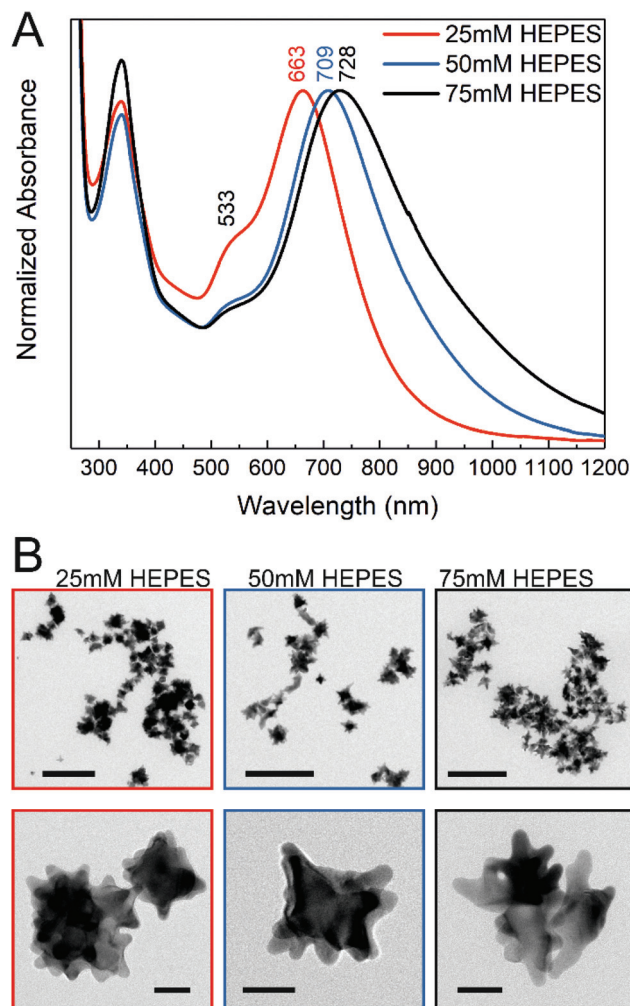 A
25mM HEPES
50mM HEPES
75mM HEPES
663
709
728
533
Normalized Absorbance
300 400 500 600 700 800 900 1000 1100 1200
Wavelength (nm)
B
25mM HEPES 50mM HEPES 75mM HEPES